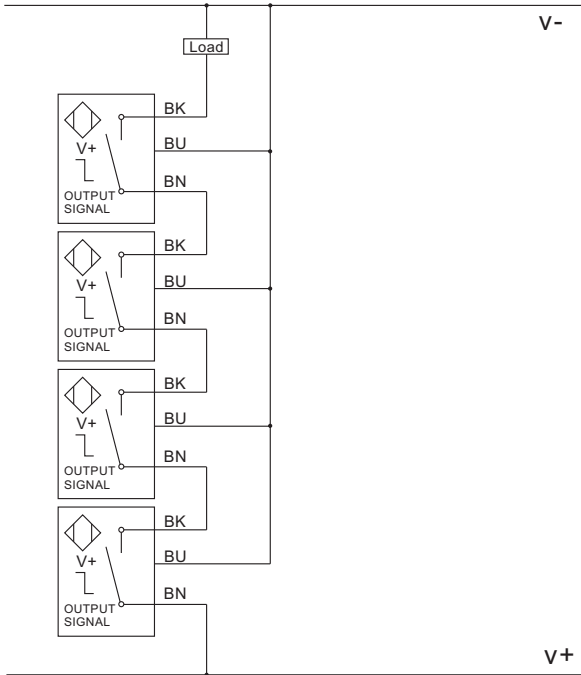 V-
Load
BK
V+
BU
BN
OUTPUT
SIGNAL
BK
V+
BU
BN
OUTPUT
SIGNAL
BK
V+
BU
BN
OUTPUT
SIGNAL
BK
V+
BU
BN
OUTPUT
SIGNAL
V+